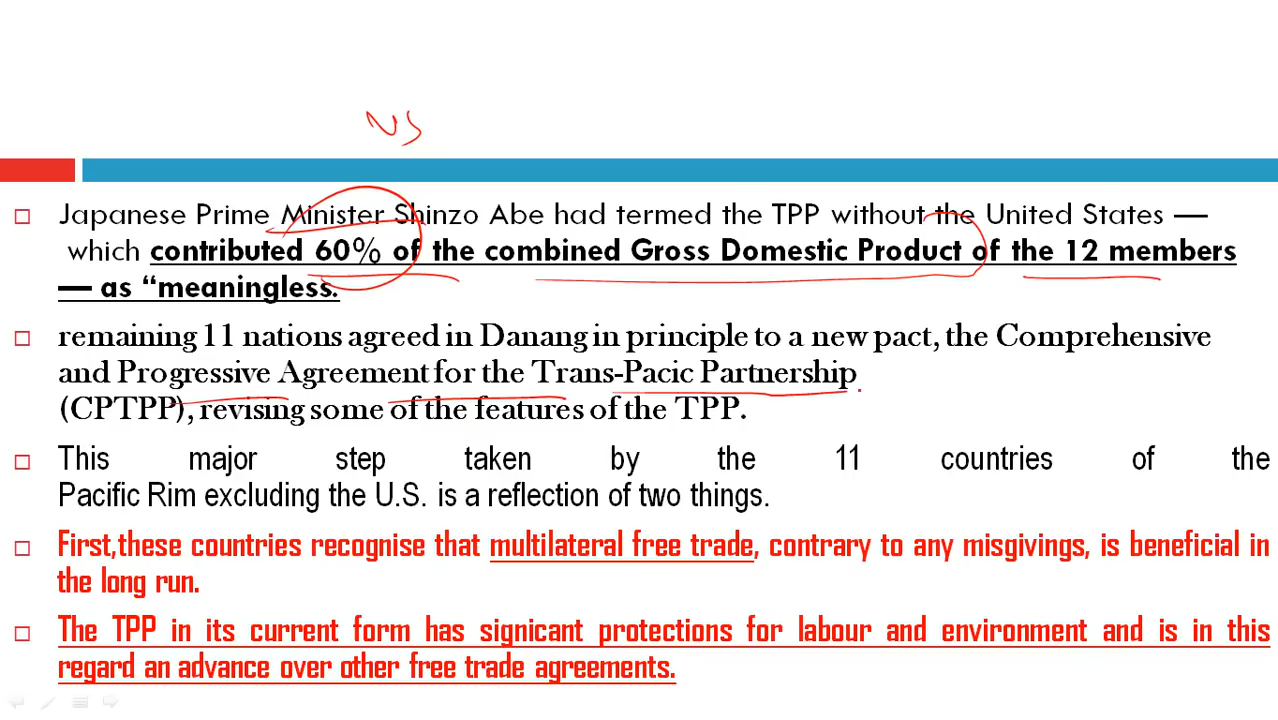 Japanese Prime Minister Shinzo Abe had termed the TPP without the United States —
which contributed 60% of the combined Gross Domestic Product of the 12 members
— as “meaningless.
remaining 11 nations agreed in Danang in principle to a new pact, the Comprehensive
and Progressive Agreement for the Trans-Pacic Partnership
(CPTPP), revising some of the features of the TPP.
This major step taken by the 11 countries of the
Pacific Rim excluding the U.S. is a reflection of two things.
First,these countries recognise that multilateral free trade, contrary to any misgivings, is beneficial in
the long run.
The TPP in its current form has signicant protections for labour and environment and is in this
regard an advance over other free trade agreements.